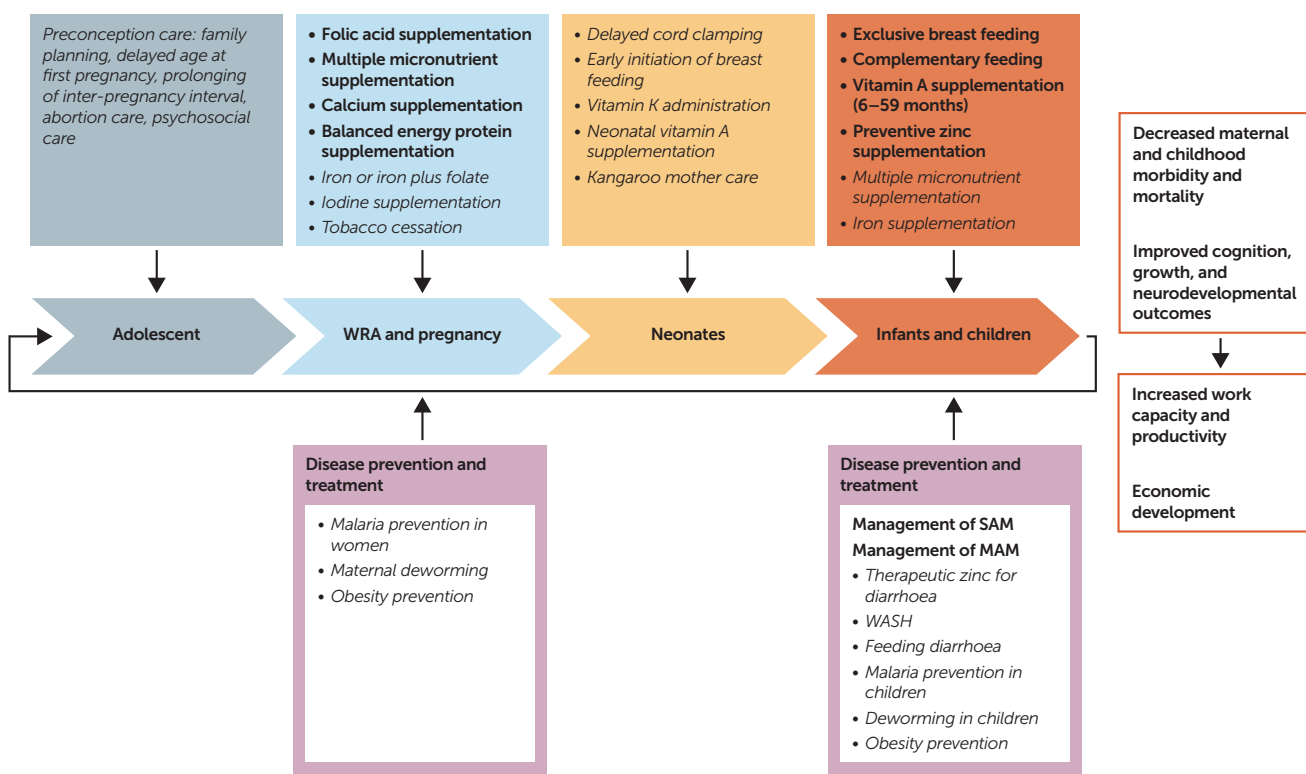 Preconception care: family
planning, delayed age at
first pregnancy, prolonging
of inter-pregnancy interval,
abortion care, psychosocial
care
• Folic acid supplementation
• Multiple micronutrient
supplementation
• Calcium supplementation
• Balanced energy protein
supplementation
• Iron or iron plus folate
• Iodine supplementation
• Tobacco cessation
• Delayed cord clamping
• Early initiation of breast
feeding
• Vitamin K administration
• Neonatal vitamin A
supplementation
• Kangaroo mother care
• Exclusive breast feeding
• Complementary feeding
• Vitamin A supplementation
(6–59 months)
• Preventive zinc
supplementation
• Multiple micronutrient
supplementation
• Iron supplementation
Adolescent
WRA and pregnancy
Neonates
Infants and children
Disease prevention and
treatment
• Malaria prevention in
women
• Maternal deworming
• Obesity prevention
Disease prevention and
treatment
Management of SAM
Management of MAM
• Therapeutic zinc for
diarrhoea
• WASH
• Feeding diarrhoea
• Malaria prevention in
children
• Deworming in children
• Obesity prevention
Decreased maternal
and childhood
morbidity and
mortality
Improved cognition,
growth, and
neurodevelopmental
outcomes
Increased work
capacity and
productivity
Economic
development